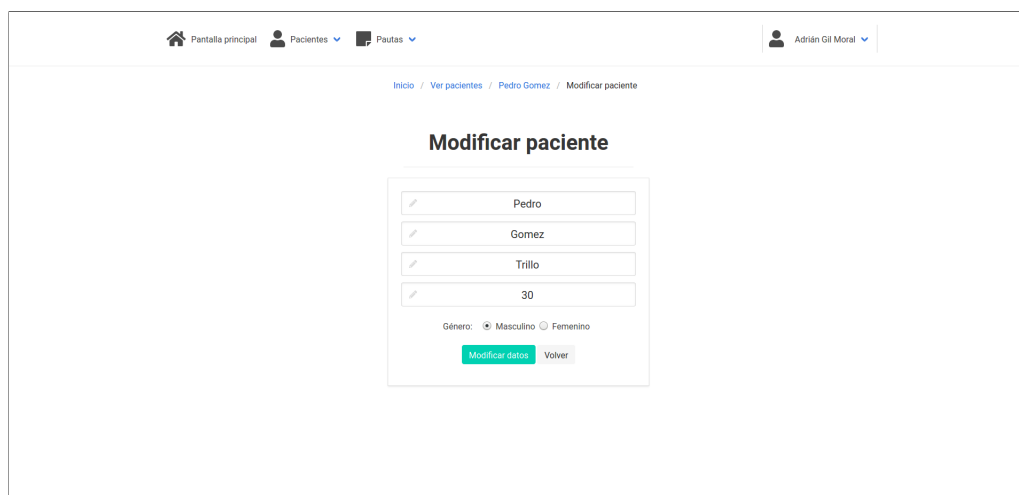 Pantalla principal Pacientes Pautas Adrián Gil Moral
Inicio / Ver pacientes / Pedro Gomez / Modificar paciente
Modificar paciente
Pedro
Gomez
Trillo
30
Género: Masculino Femenino
Modificar datos Volver